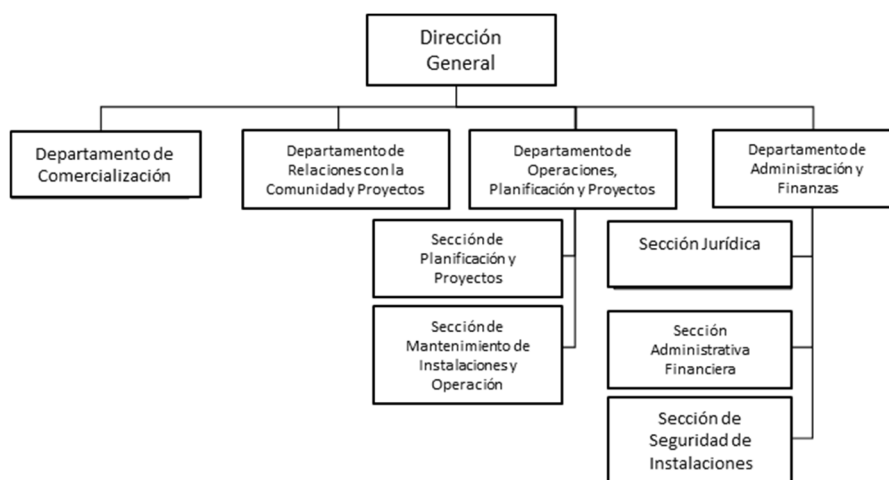 Dirección
General
Departamento de
Comercialización
Departamento de
Relaciones con la
Comunidad y Proyectos
Departamento de
Operaciones,
Planificación y Proyectos
Departamento de
Administración y
Finanzas
Sección de
Planificación y
Proyectos
Sección de
Mantenimiento de
Instalaciones y
Operación
Sección Jurídica
Sección
Administrativa
Financiera
Sección de
Seguridad de
Instalaciones